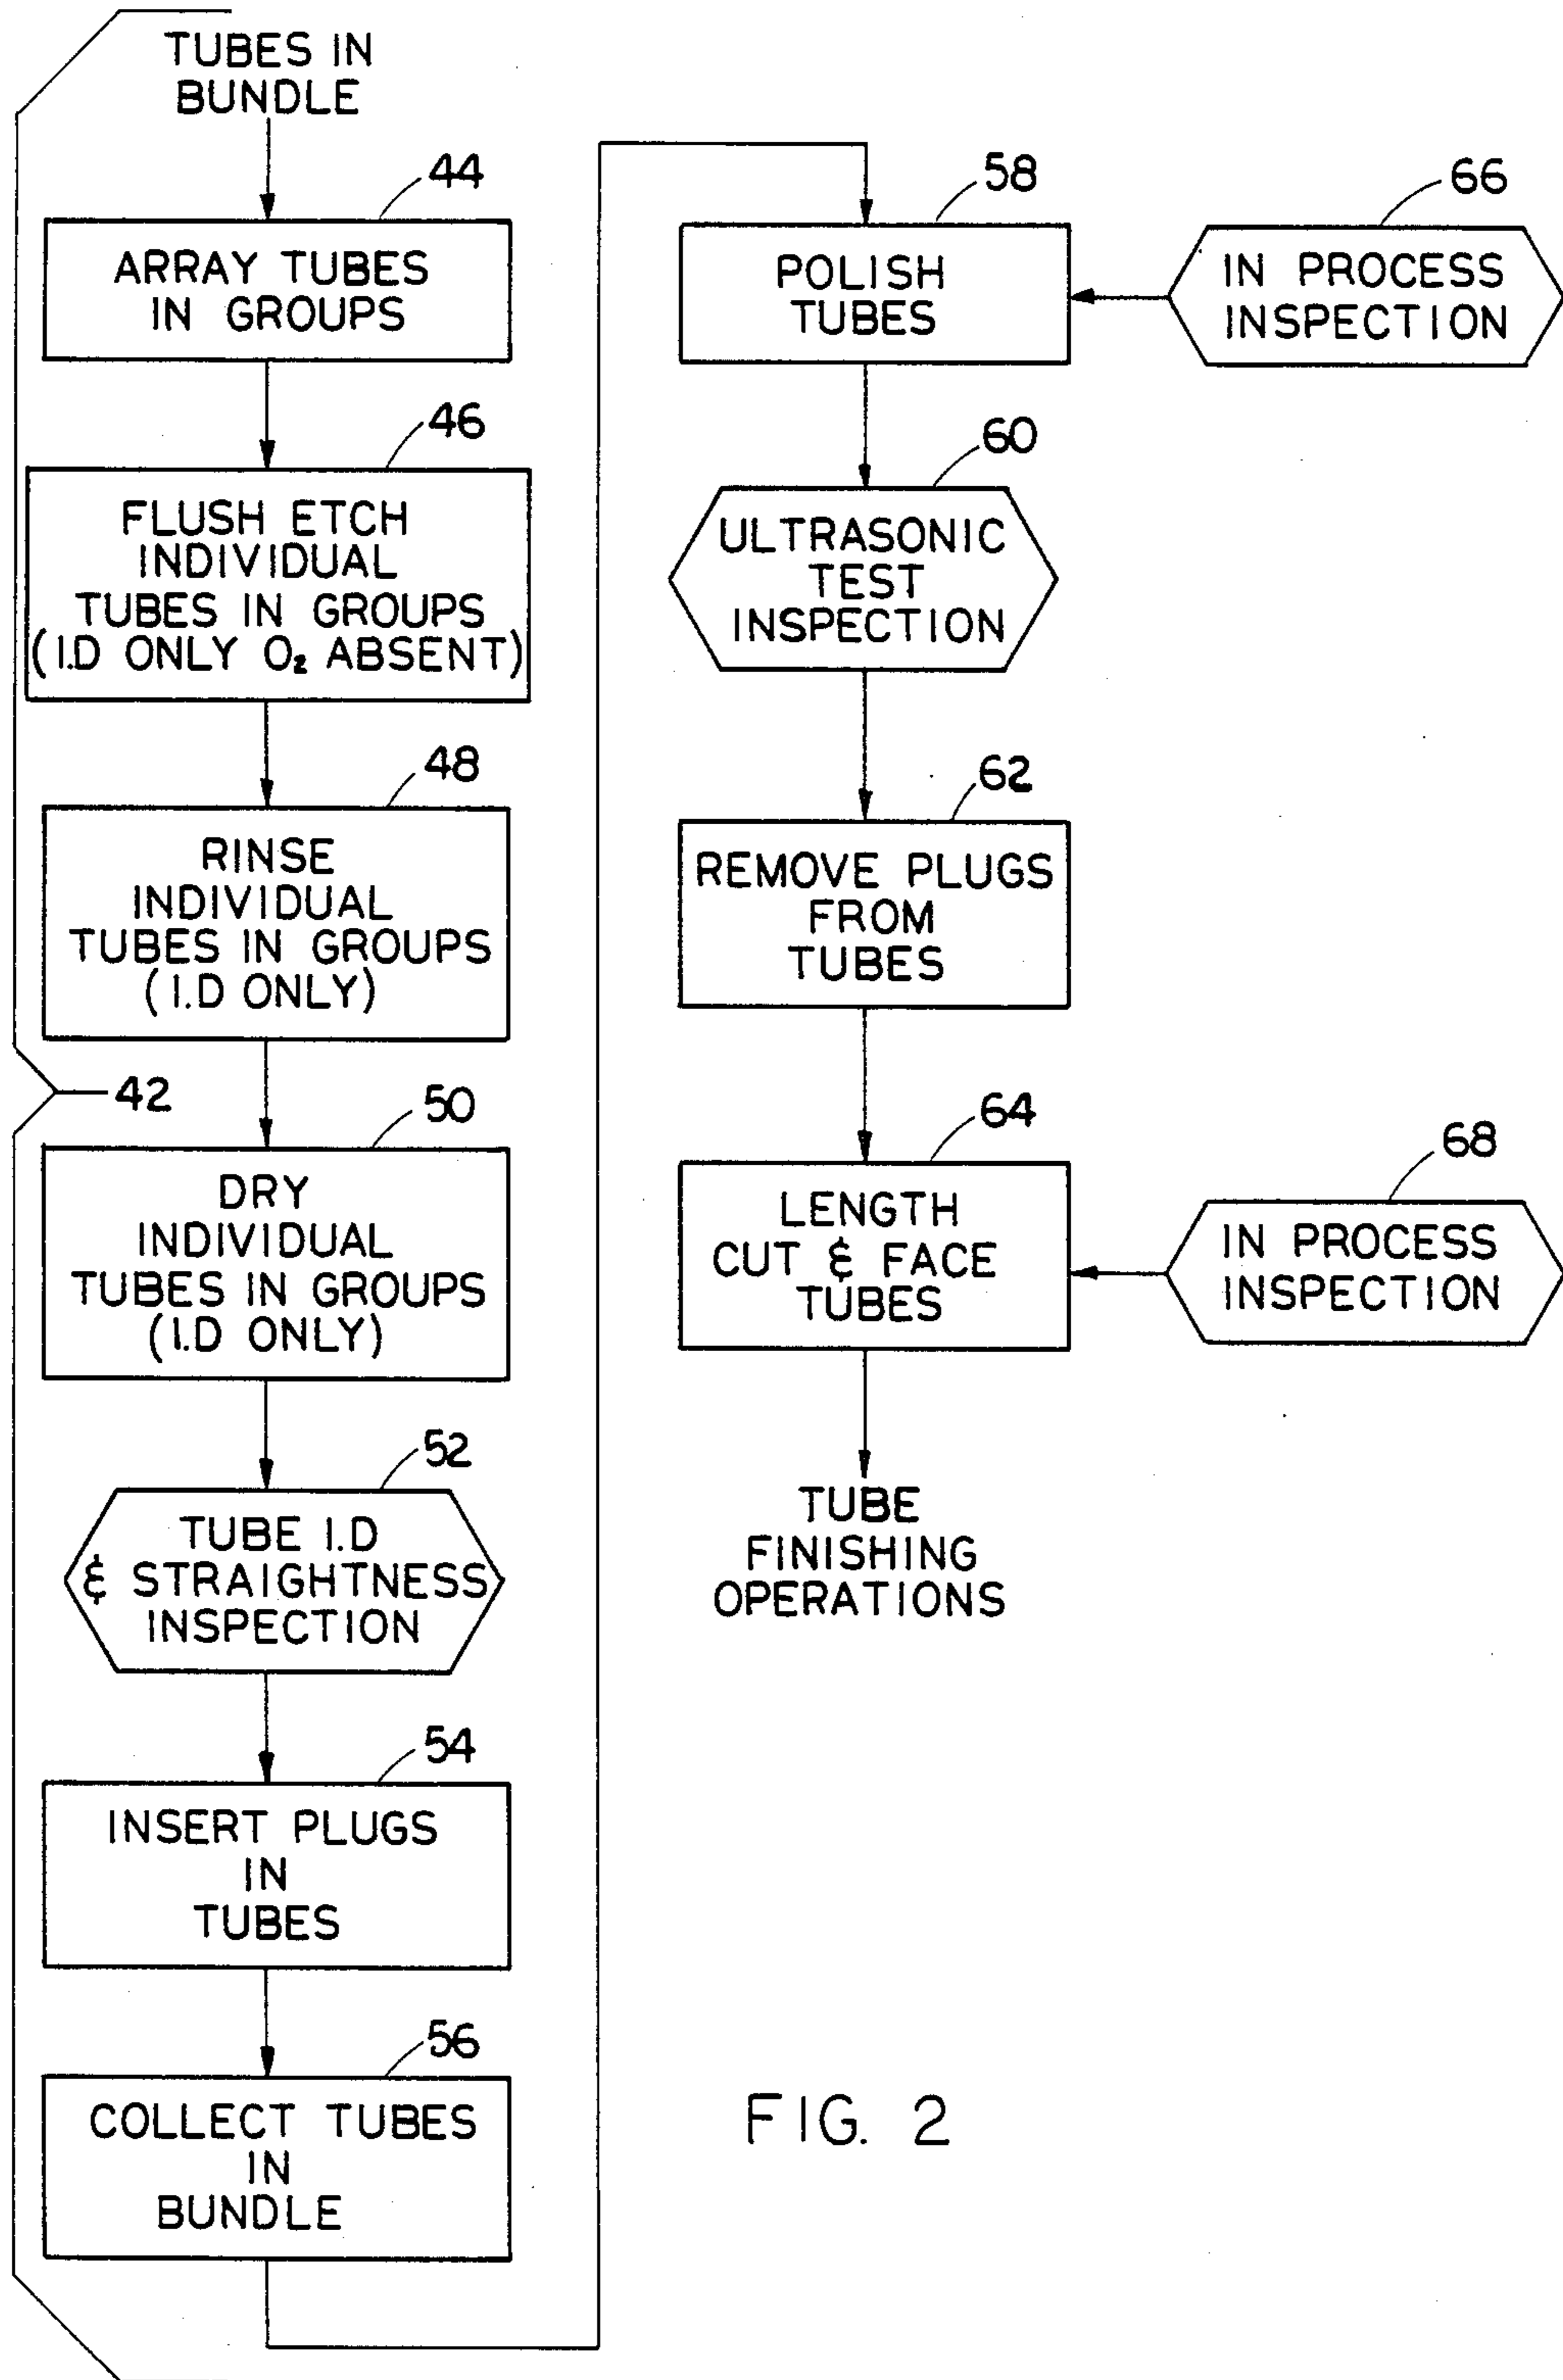 TUBES IN
BUNDLE
44
ARRAY TUBES
IN GROUPS
46
FLUSH ETCH
INDIVIDUAL
TUBES IN GROUPS
(I.D ONLY O₂ ABSENT)
48
RINSE
INDIVIDUAL
TUBES IN GROUPS
(I.D ONLY)
42
50
DRY
INDIVIDUAL
TUBES IN GROUPS
(I.D ONLY)
52
TUBE I.D
& STRAIGHTNESS
INSPECTION
54
INSERT PLUGS
IN
TUBES
56
COLLECT TUBES
IN
BUNDLE
58
POLISH
TUBES
66
IN PROCESS
INSPECTION
60
ULTRASONIC
TEST
INSPECTION
62
REMOVE PLUGS
FROM
TUBES
64
LENGTH
CUT & FACE
TUBES
68
IN PROCESS
INSPECTION
TUBE
FINISHING
OPERATIONS
FIG. 2